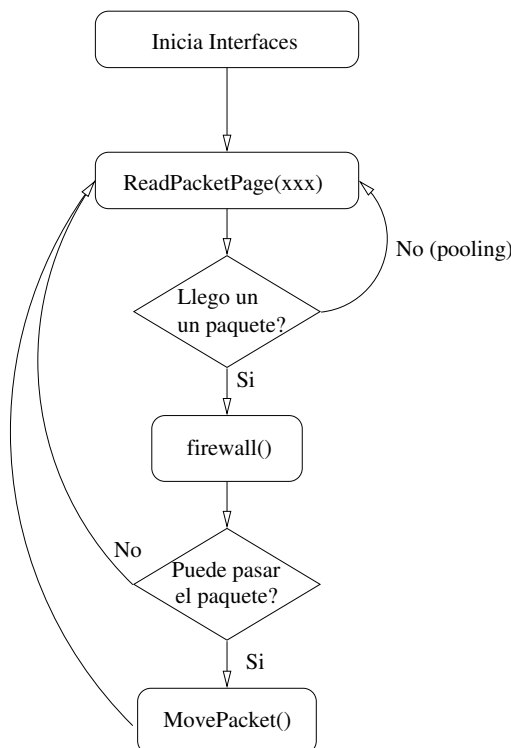 Inicia Interfaces
ReadPacketPage(xxx)
No (pooling)
Llego un
un paquete?
Si
firewall()
No
Puede pasar
el paquete?
Si
MovePacket()